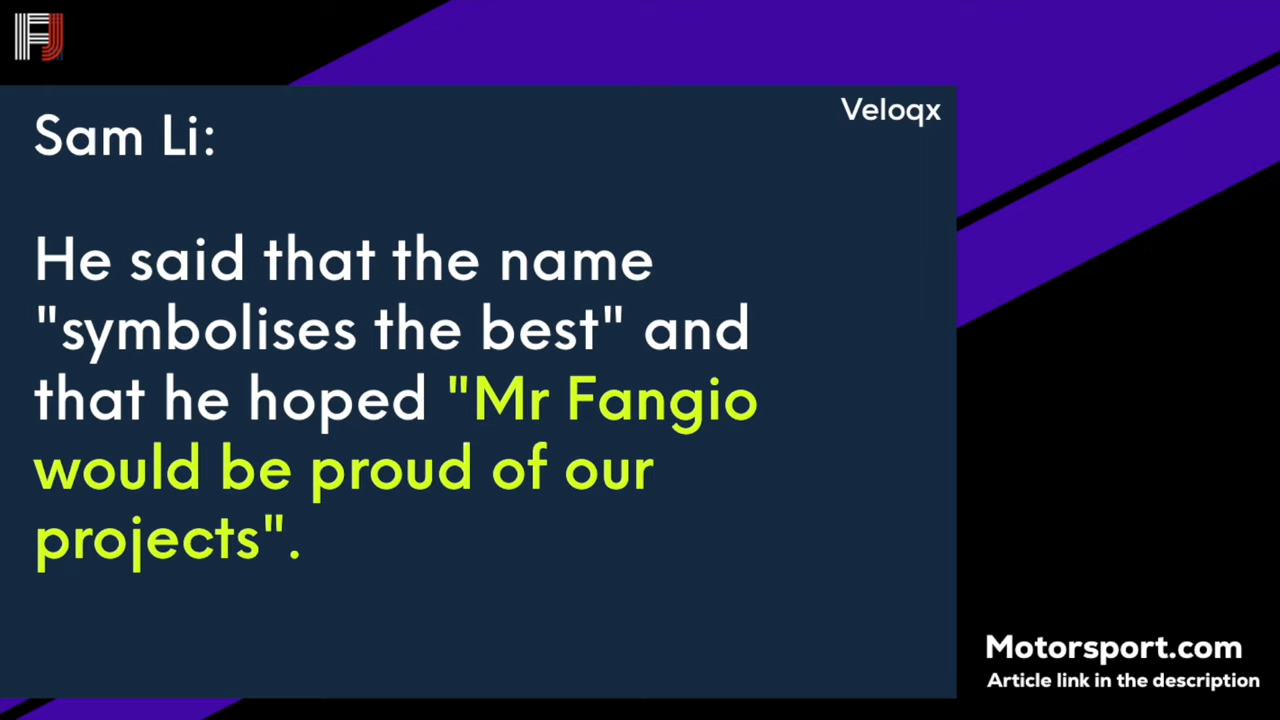 FJ
Veloqx
Sam Li:
He said that the name
"symbolises the best" and
that he hoped "Mr Fangio
would be proud of our
projects".
Motorsport.com
Article link in the description